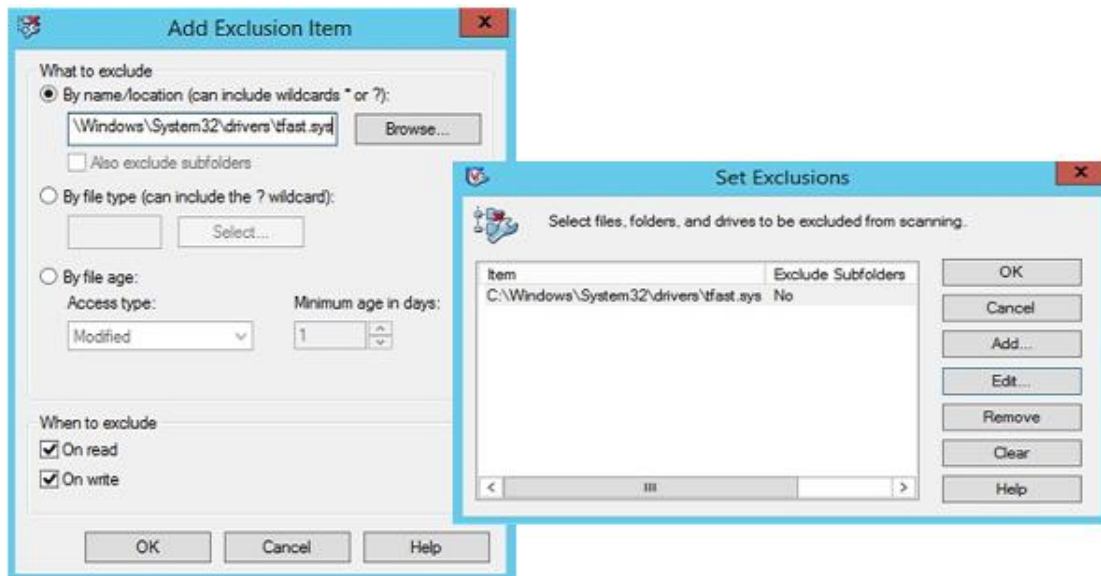 Add Exclusion Item
What to exclude
By name/location (can include wildcards * or ?):
\Windows\System32\drivers\tfast.sys
Browse...
Also exclude subfolders
By file type (can include the ? wildcard):
Select...
By file age:
Access type:
Minimum age in days:
Modified
1
When to exclude
On read
On write
OK
Cancel
Help
Set Exclusions
Select files, folders, and drives to be excluded from scanning.
Item
Exclude Subfolders
C:\Windows\System32\drivers\tfast.sys
No
OK
Cancel
Add...
Edit...
Remove
Clear
Help